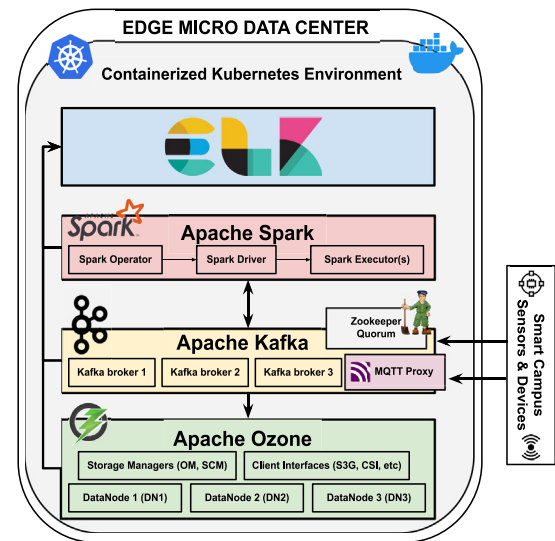 EDGE MICRO DATA CENTER
Containerized Kubernetes Environment
ELK
APACHE
Spark
Apache Spark
Spark Operator
Spark Driver
Spark Executor(s)
Zookeeper
Quorum
Apache Kafka
Kafka broker 1
Kafka broker 2
Kafka broker 3
MQTT Proxy
Apache Ozone
Storage Managers (OM, SCM)
Client Interfaces (S3G, CSI, etc)
DataNode 1 (DN1)
DataNode 2 (DN2)
DataNode 3 (DN3)
Smart Campus
Sensors & Devices